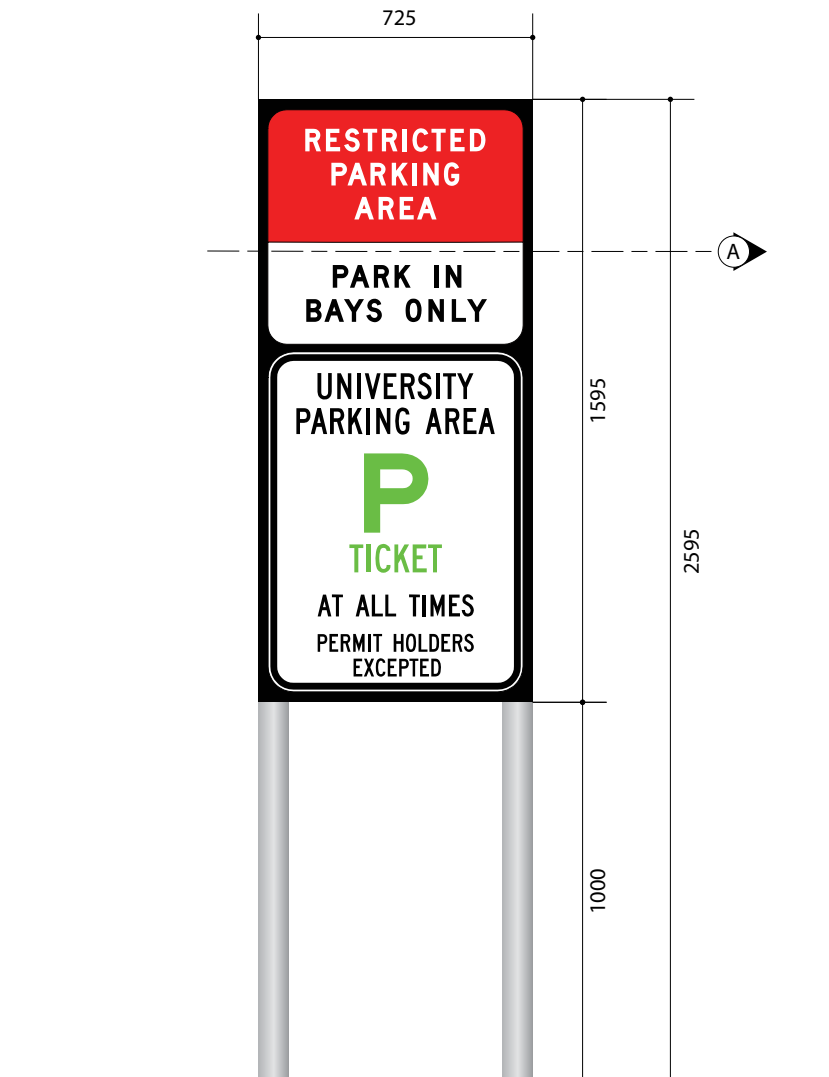 725
RESTRICTED
PARKING
AREA
A
PARK IN
BAYS ONLY
UNIVERSITY
PARKING AREA
P
TICKET
AT ALL TIMES
PERMIT HOLDERS
EXCEPTED
1595
2595
1000